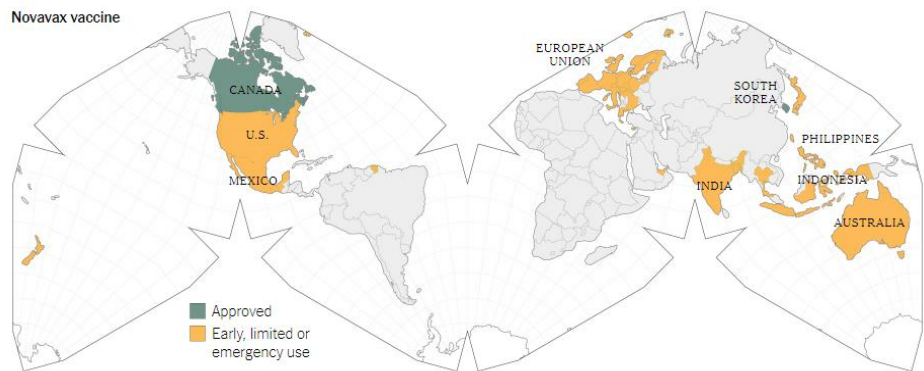 Novavax vaccine
EUROPEAN
UNION
CANADA
SOUTH
KOREA
U.S.
PHILIPPINES
MEXICO
INDIA
INDONESIA
AUSTRALIA
Approved
Early, limited or
emergency use